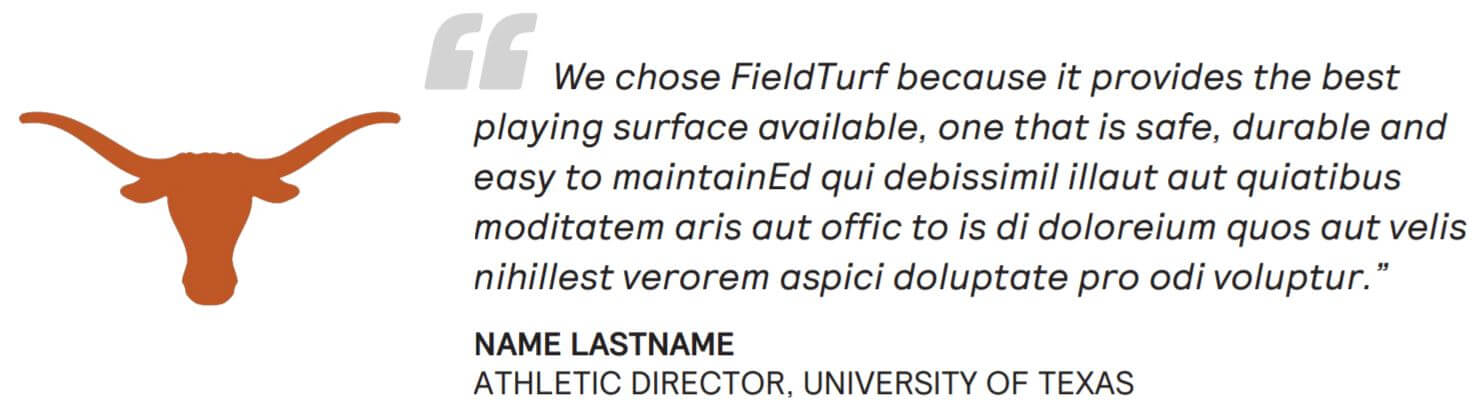 “ We chose FieldTurf because it provides the best
playing surface available, one that is safe, durable and
easy to maintainEd qui debissimil illaut aut quiatibus
moditatem aris aut offic to is di doloreium quos aut velis
nihillest verorem aspici doluptate pro odi voluptur.”
NAME LASTNAME
ATHLETIC DIRECTOR, UNIVERSITY OF TEXAS